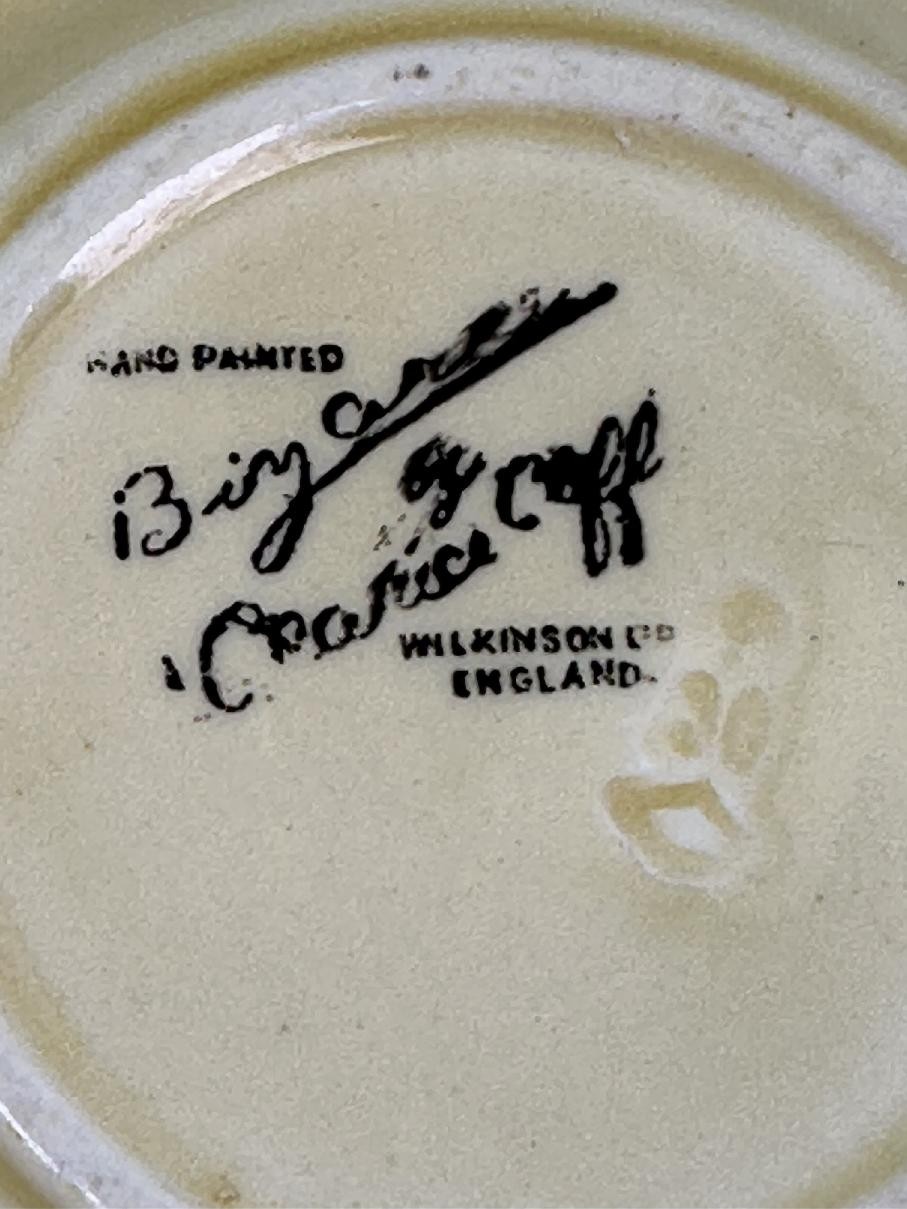 HAND PAINTED
Bizarre
by
Clarice Cliff
WILKINSON LTD
ENGLAND.